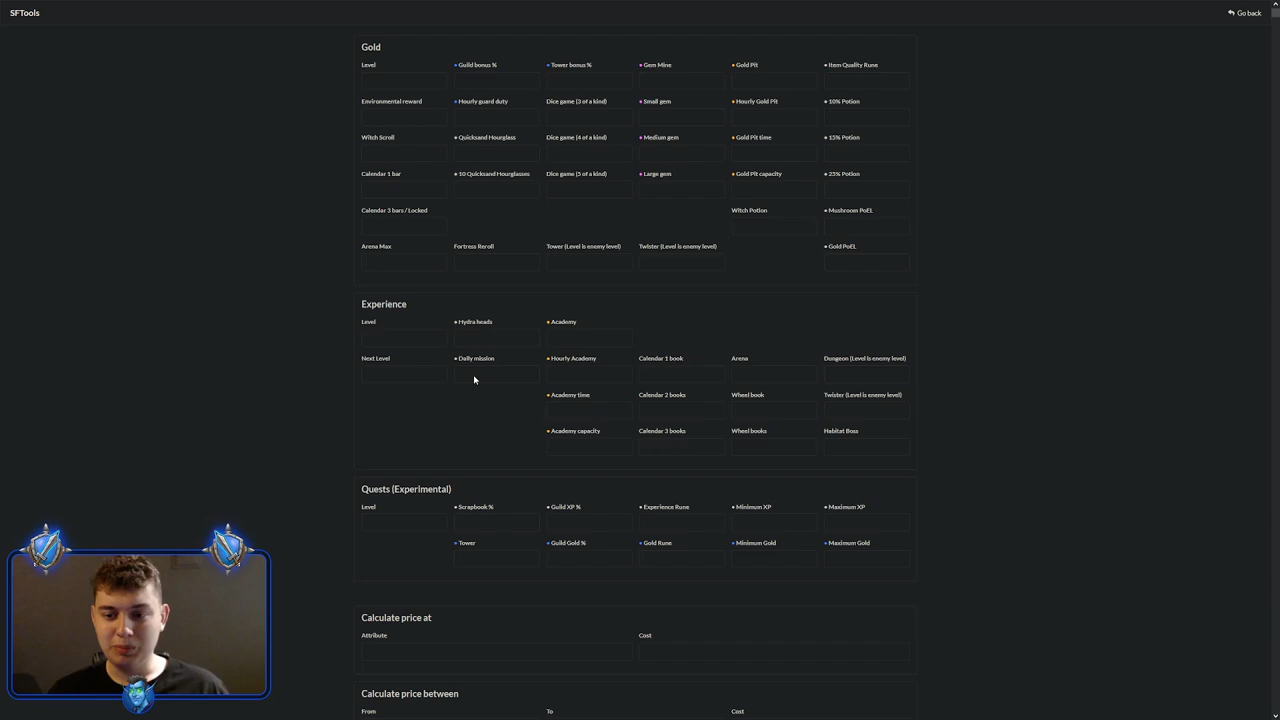 SFTools
Go back
Gold
Level • Guild bonus % • Tower bonus % • Gem Mine • Gold Pit • Item Quality Rune
Environmental reward • Hourly guard duty Dice game (3 of a kind) • Small gem • Hourly Gold Pit • 10% Potion
Witch Scroll • Quicksand Hourglass Dice game (4 of a kind) • Medium gem • Gold Pit time • 15% Potion
Calendar 1 bar • 10 Quicksand Hourglasses Dice game (5 of a kind) • Large gem • Gold Pit capacity • 25% Potion
Calendar 3 bars / Locked Witch Potion • Mushroom PoEL
Arena Max Fortress Reroll Tower (Level is enemy level) Twister (Level is enemy level) • Gold PoEL
Experience
Level • Hydra heads • Academy
Next Level • Daily mission • Hourly Academy Calendar 1 book Arena Dungeon (Level is enemy level)
• Academy time Calendar 2 books Wheel book Twister (Level is enemy level)
• Academy capacity Calendar 3 books Wheel books Habitat Boss
Quests (Experimental)
Level • Scrapbook % • Guild XP % • Experience Rune • Minimum XP • Maximum XP
• Tower • Guild Gold % • Gold Rune • Minimum Gold • Maximum Gold
Calculate price at
Attribute Cost
Calculate price between
From To Cost